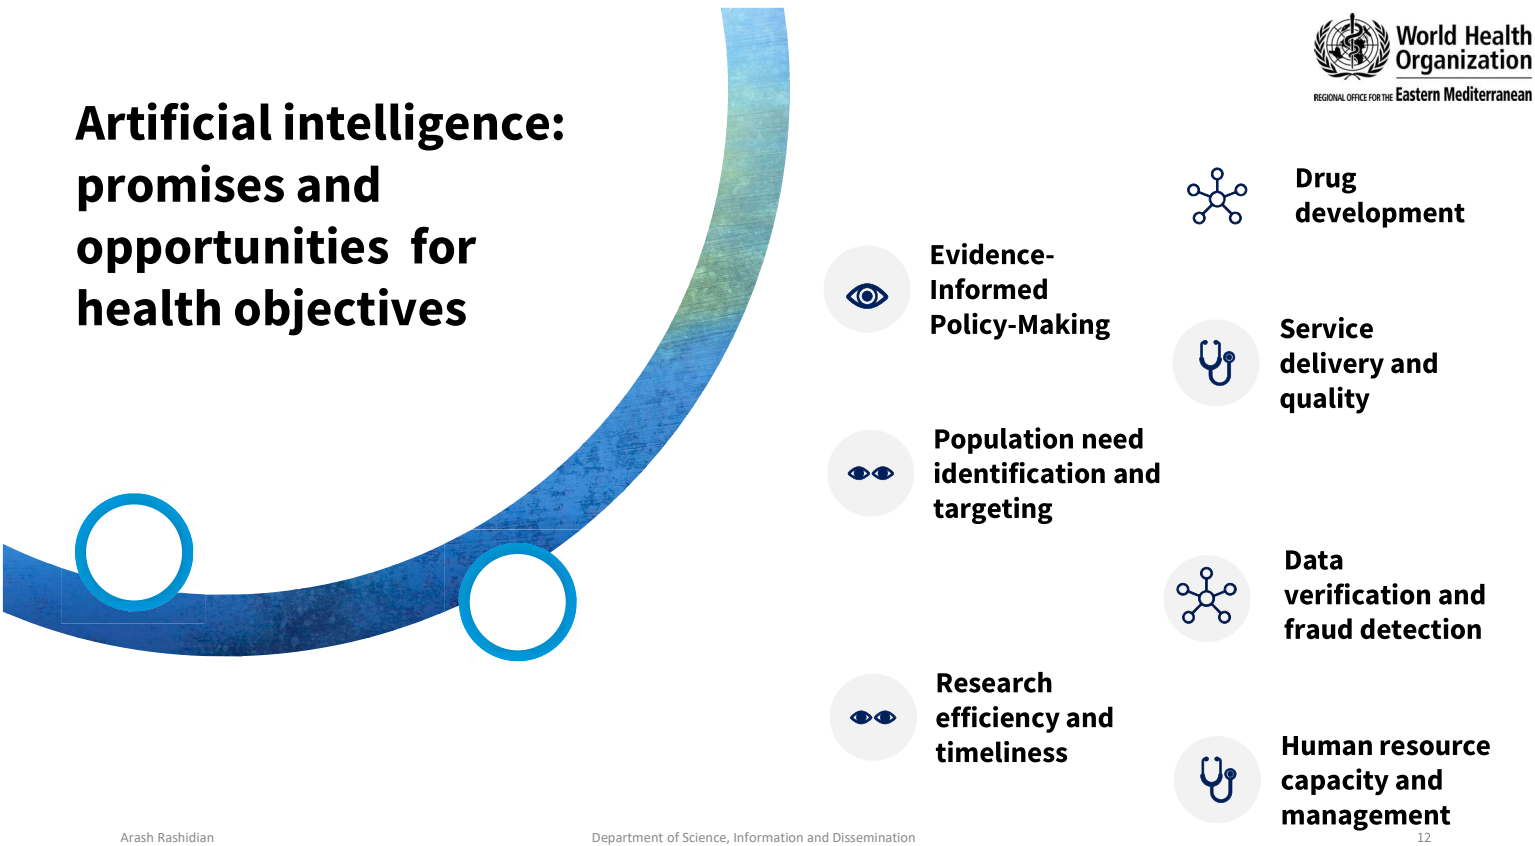 World Health
Organization
REGIONAL OFFICE FOR THE Eastern Mediterranean
Artificial intelligence:
promises and
opportunities for
health objectives
Evidence-
Informed
Policy-Making
Population need
identification and
targeting
Research
efficiency and
timeliness
Drug
development
Service
delivery and
quality
Data
verification and
fraud detection
Human resource
capacity and
management
Arash Rashidian
Department of Science, Information and Dissemination
12